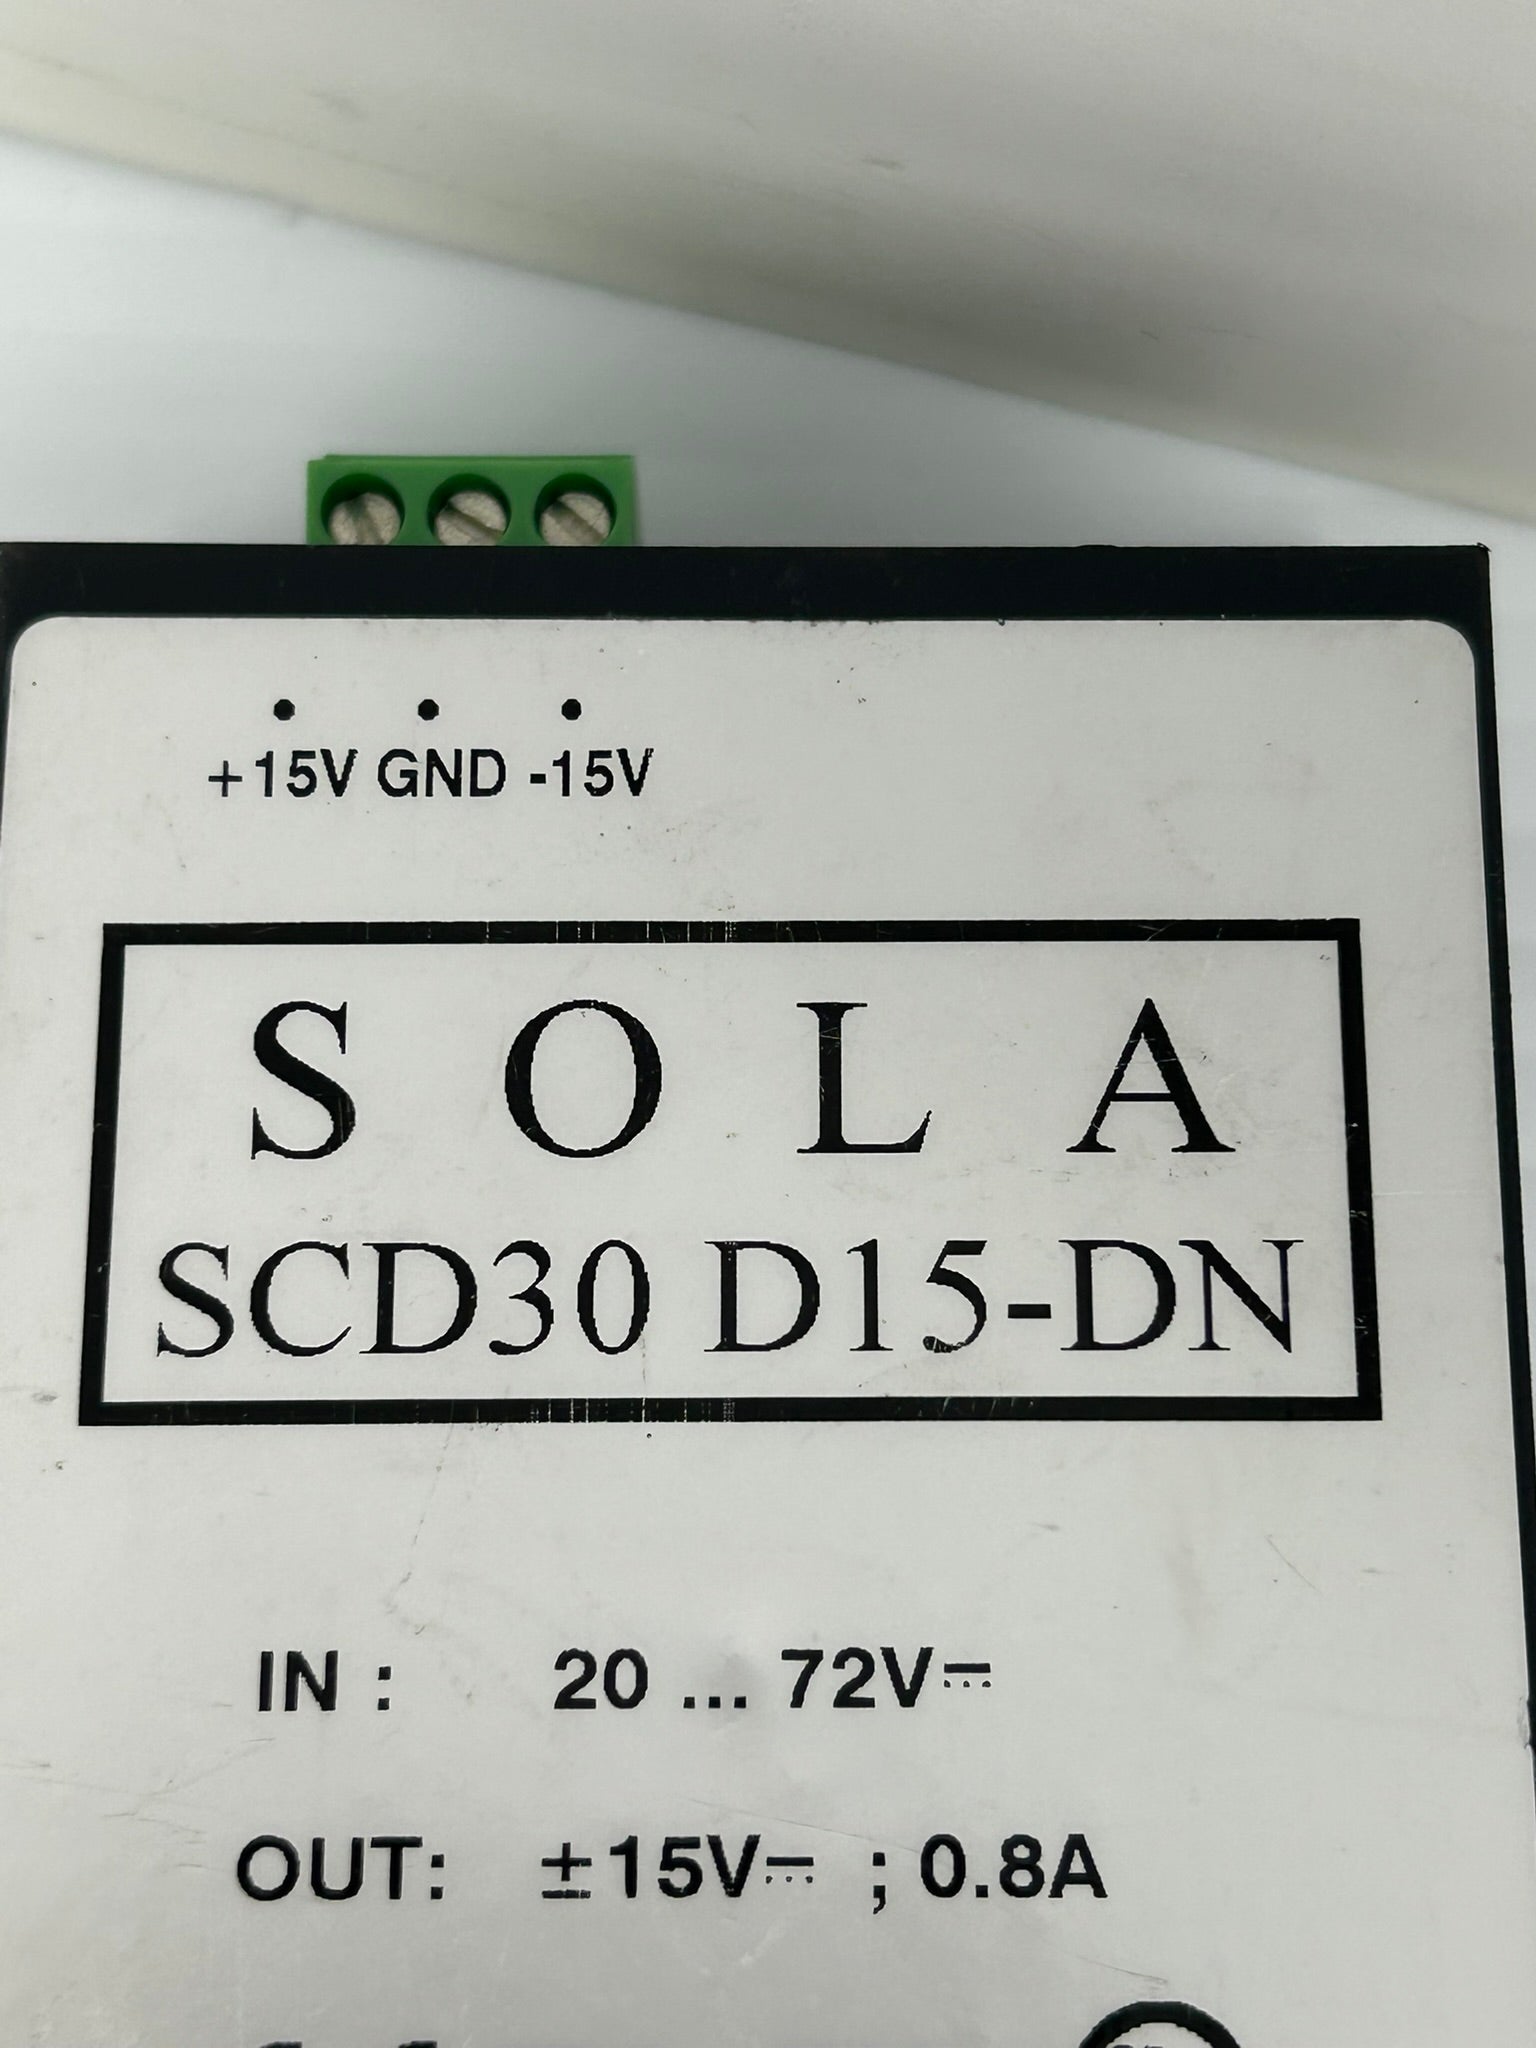 +15V GND -15V
SOLA
SCD30 D15-DN
IN : 20 ... 72V⎓
OUT: ±15V⎓ ; 0.8A